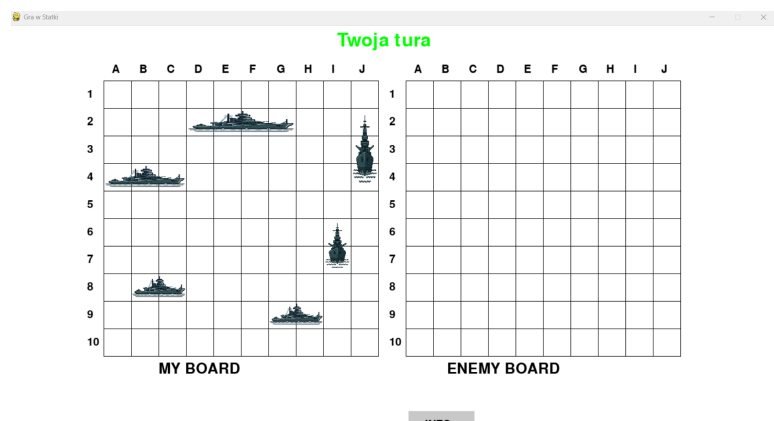 Gra w Statki
Twoja tura
A B C D E F G H I J
A B C D E F G H I J
1 1
2 2
3 3
4 4
5 5
6 6
7 7
8 8
9 9
10 10
MY BOARD
ENEMY BOARD